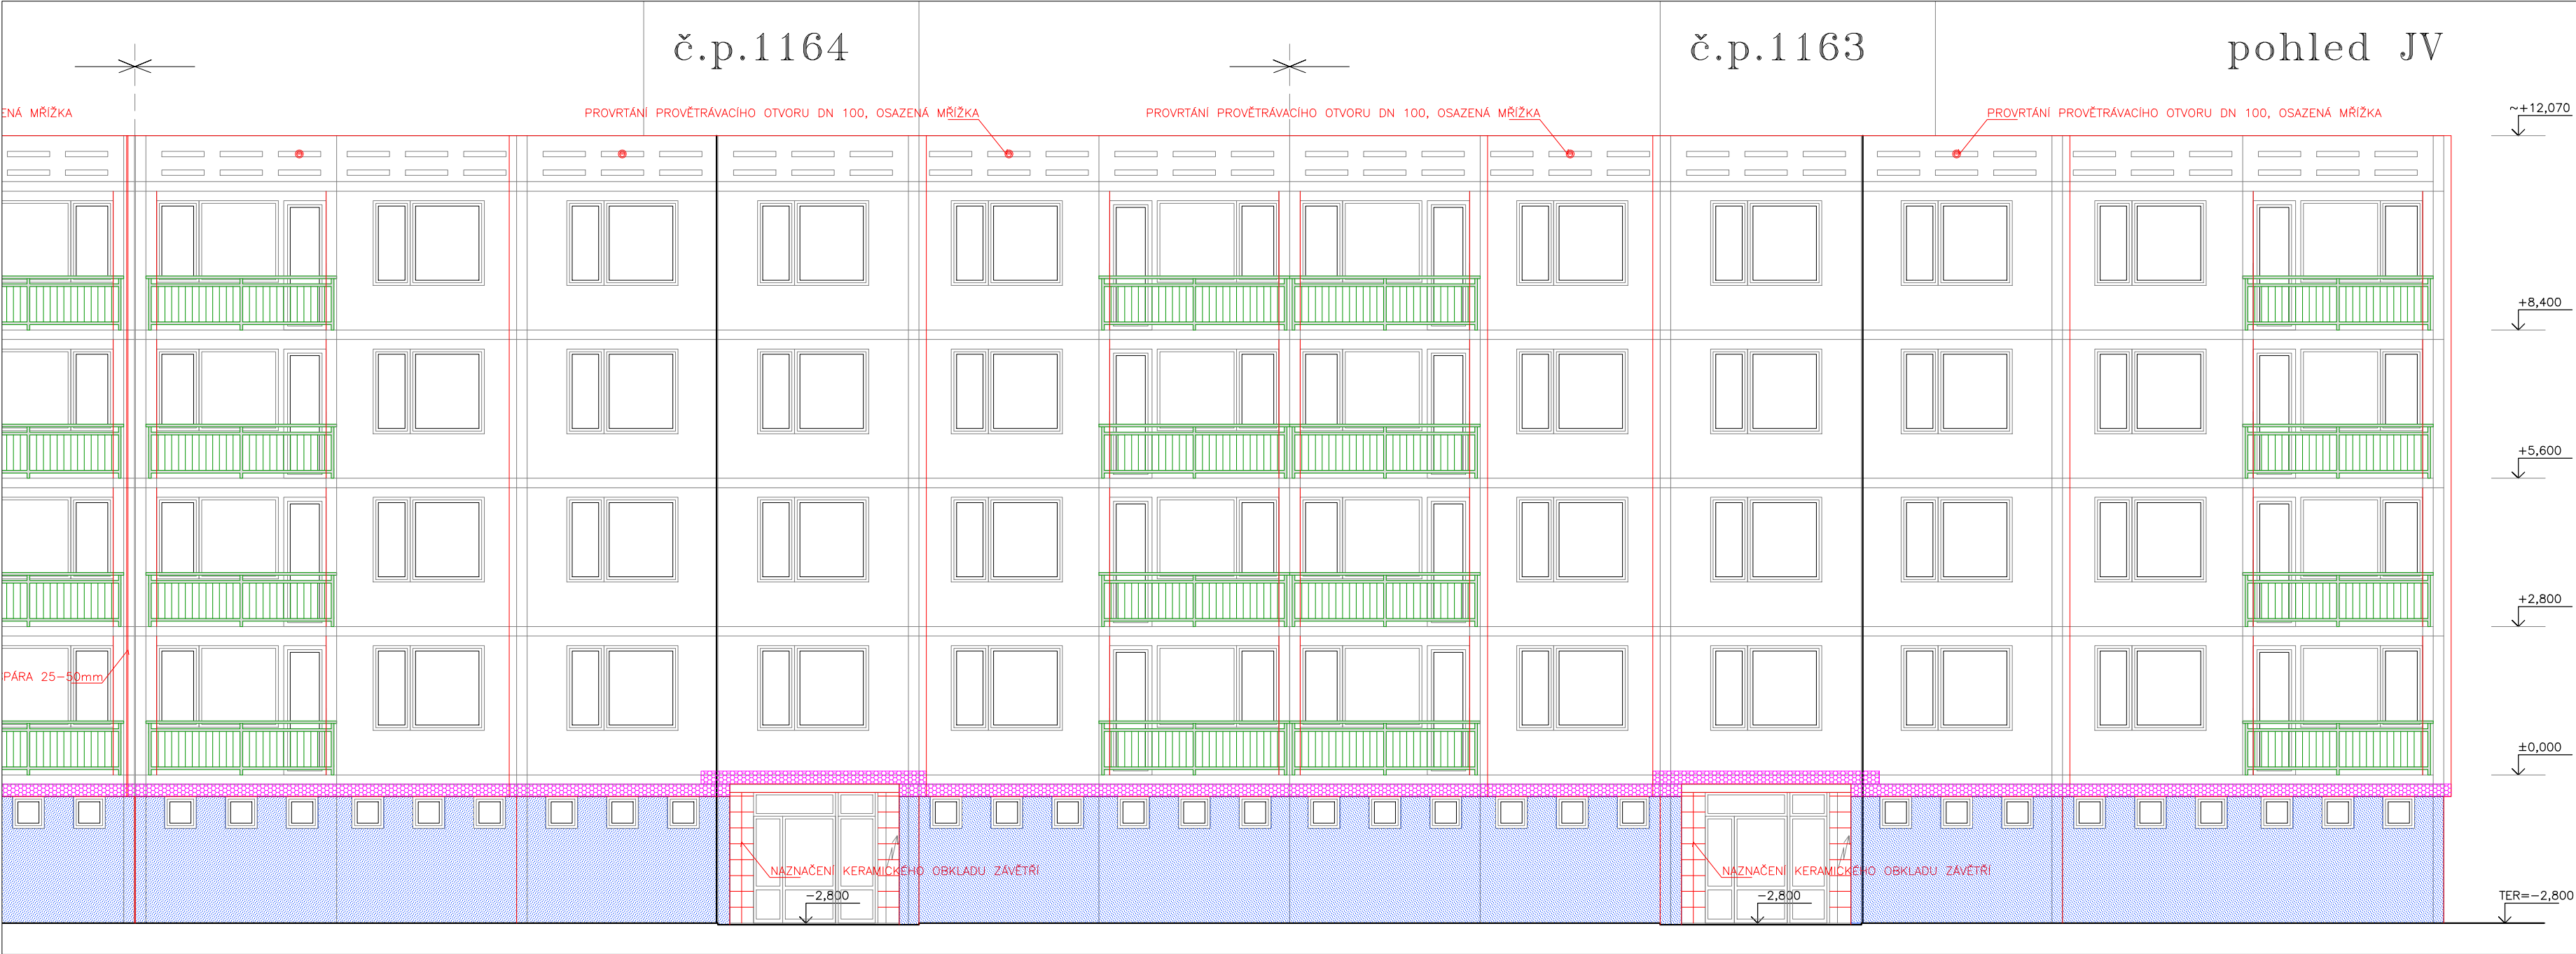 č.p.1164
č.p.1163
pohled JV
ENÁ MŘÍŽKA
PROVRTÁNÍ PROVĚTRÁVACÍHO OTVORU DN 100, OSAZENÁ MŘÍŽKA
PROVRTÁNÍ PROVĚTRÁVACÍHO OTVORU DN 100, OSAZENÁ MŘÍŽKA
PROVRTÁNÍ PROVĚTRÁVACÍHO OTVORU DN 100, OSAZENÁ MŘÍŽKA
~+12,070
+8,400
+5,600
+2,800
PÁRA 25-50mm
±0,000
NAZNAČENÍ KERAMICKÉHO OBKLADU ZÁVĚTŘÍ
NAZNAČENÍ KERAMICKÉHO OBKLADU ZÁVĚTŘÍ
-2,800
-2,800
TER=-2,800